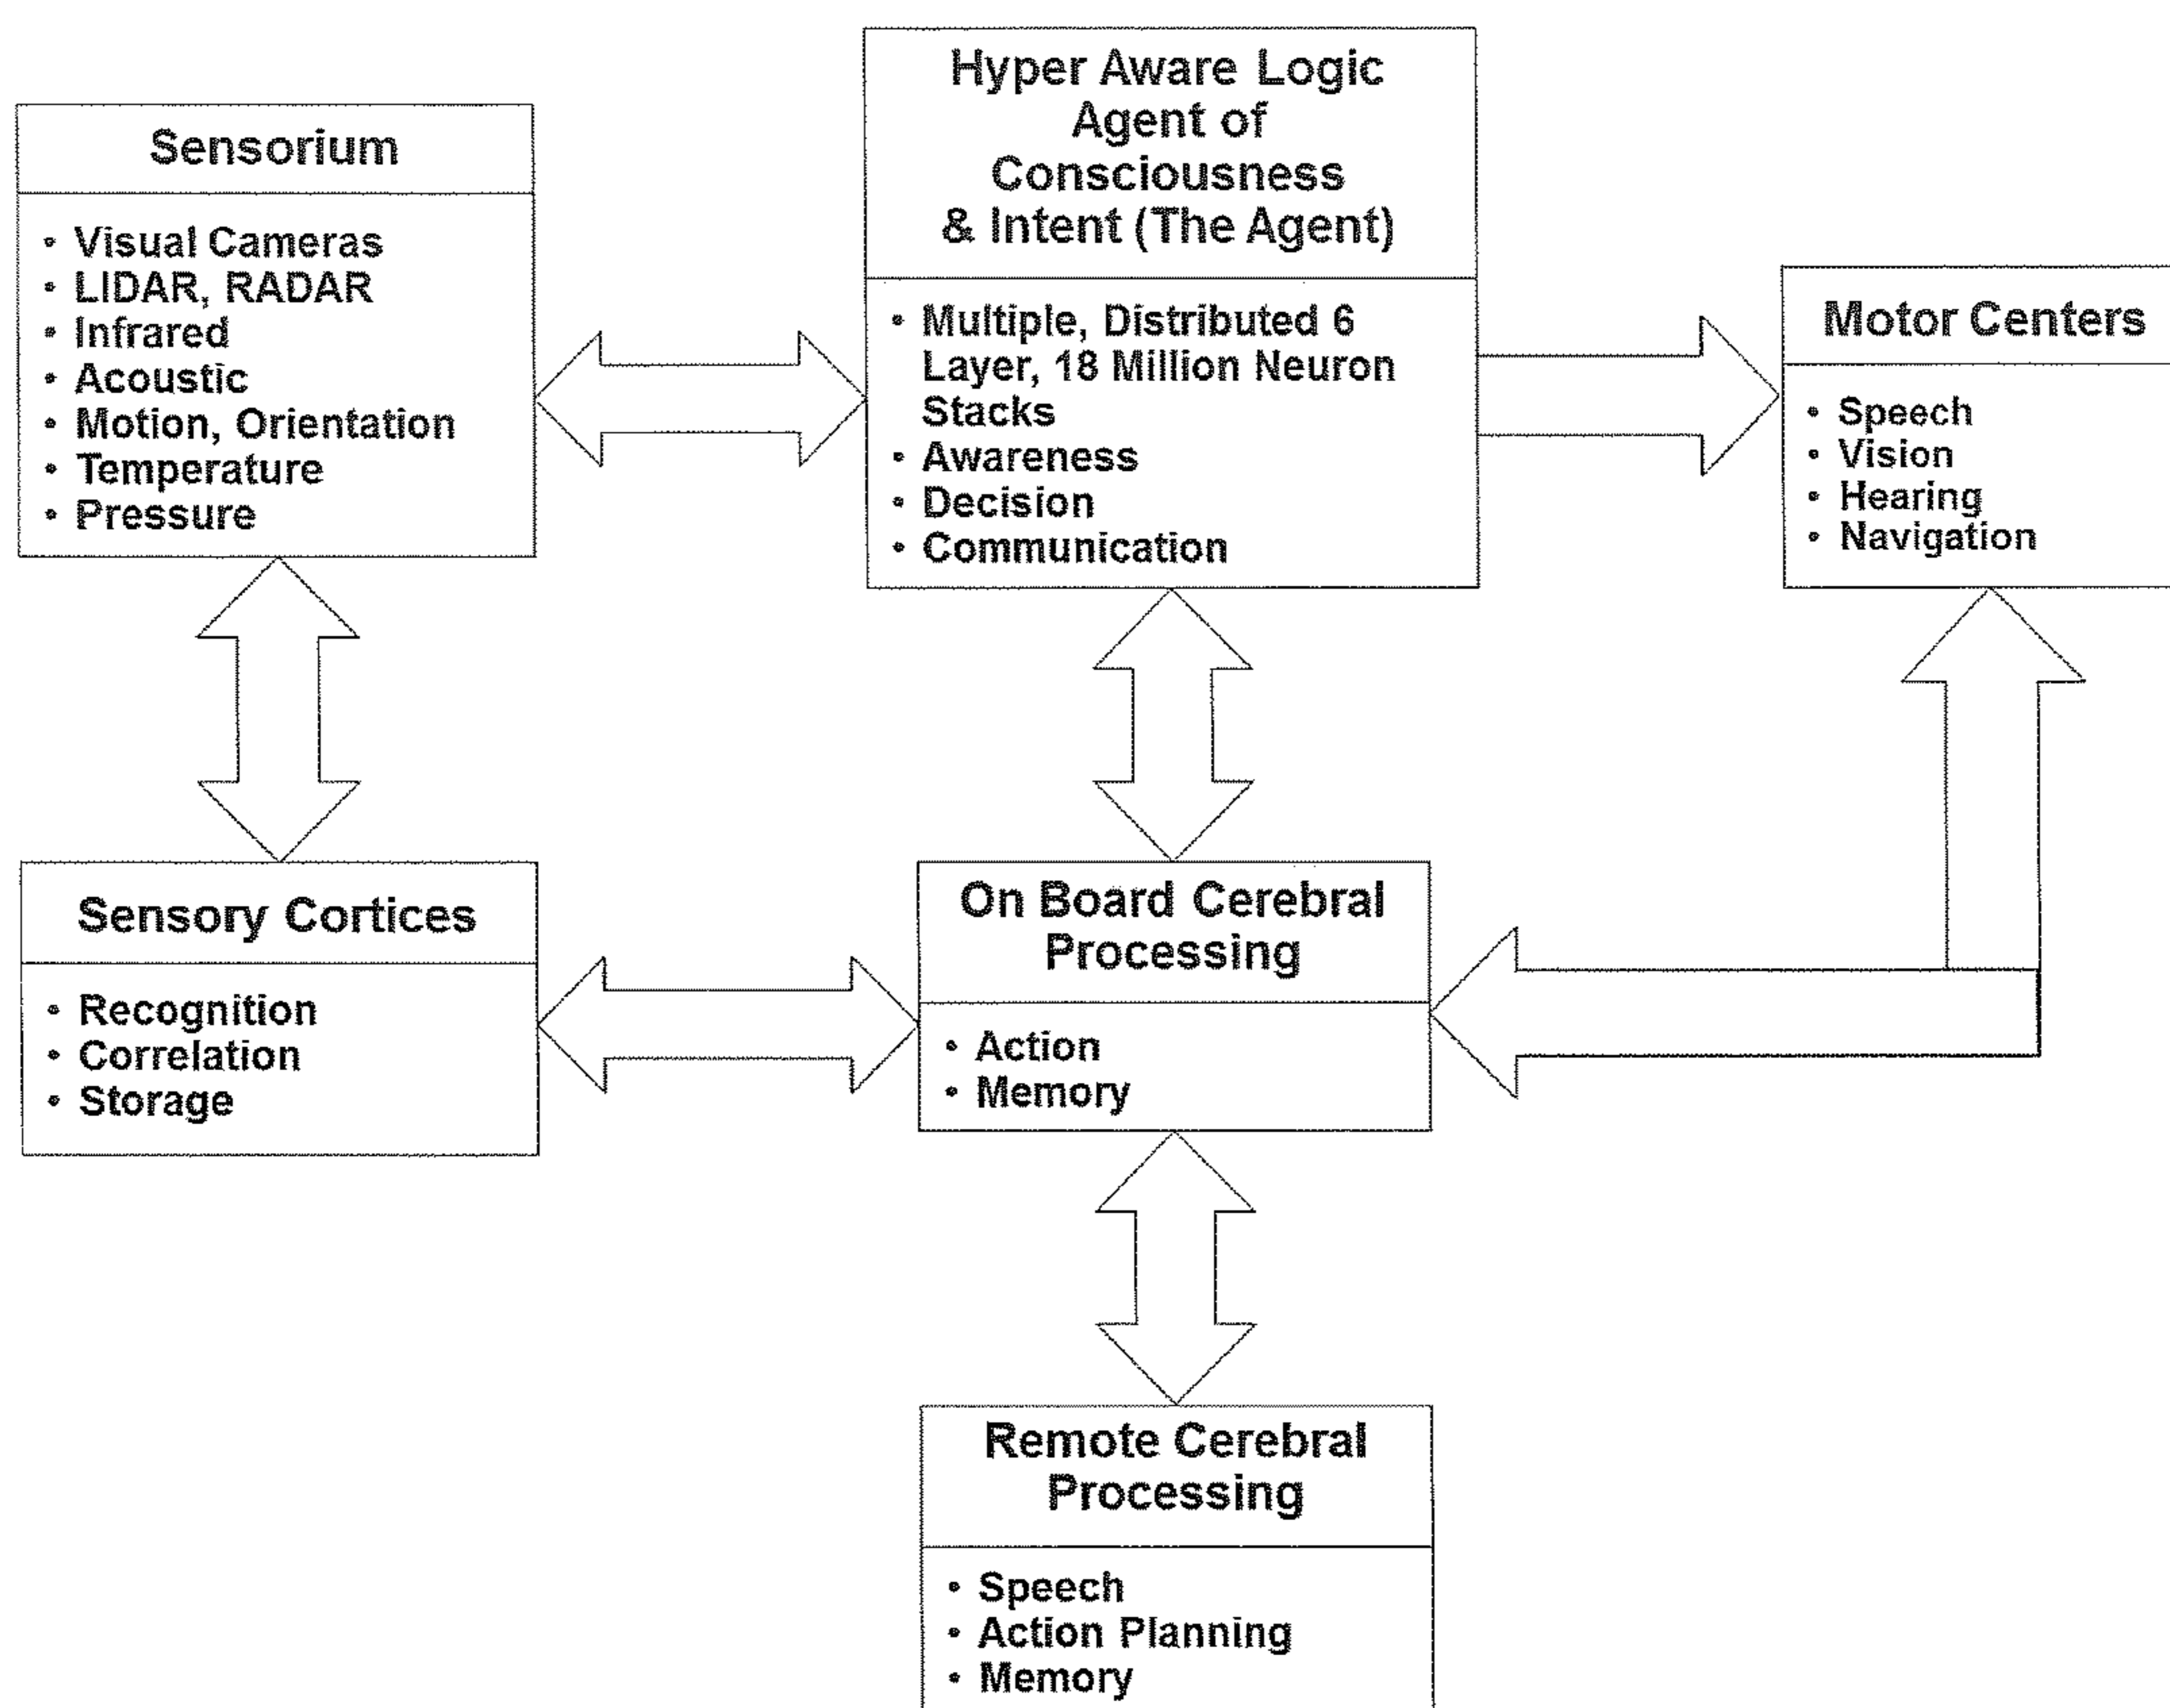 Sensorium
• Visual Cameras
• LIDAR, RADAR
• Infrared
• Acoustic
• Motion, Orientation
• Temperature
• Pressure
Hyper Aware Logic
Agent of
Consciousness
& Intent (The Agent)
• Multiple, Distributed 6
Layer, 18 Million Neuron
Stacks
• Awareness
• Decision
• Communication
Motor Centers
• Speech
• Vision
• Hearing
• Navigation
Sensory Cortices
• Recognition
• Correlation
• Storage
On Board Cerebral
Processing
• Action
• Memory
Remote Cerebral
Processing
• Speech
• Action Planning
• Memory